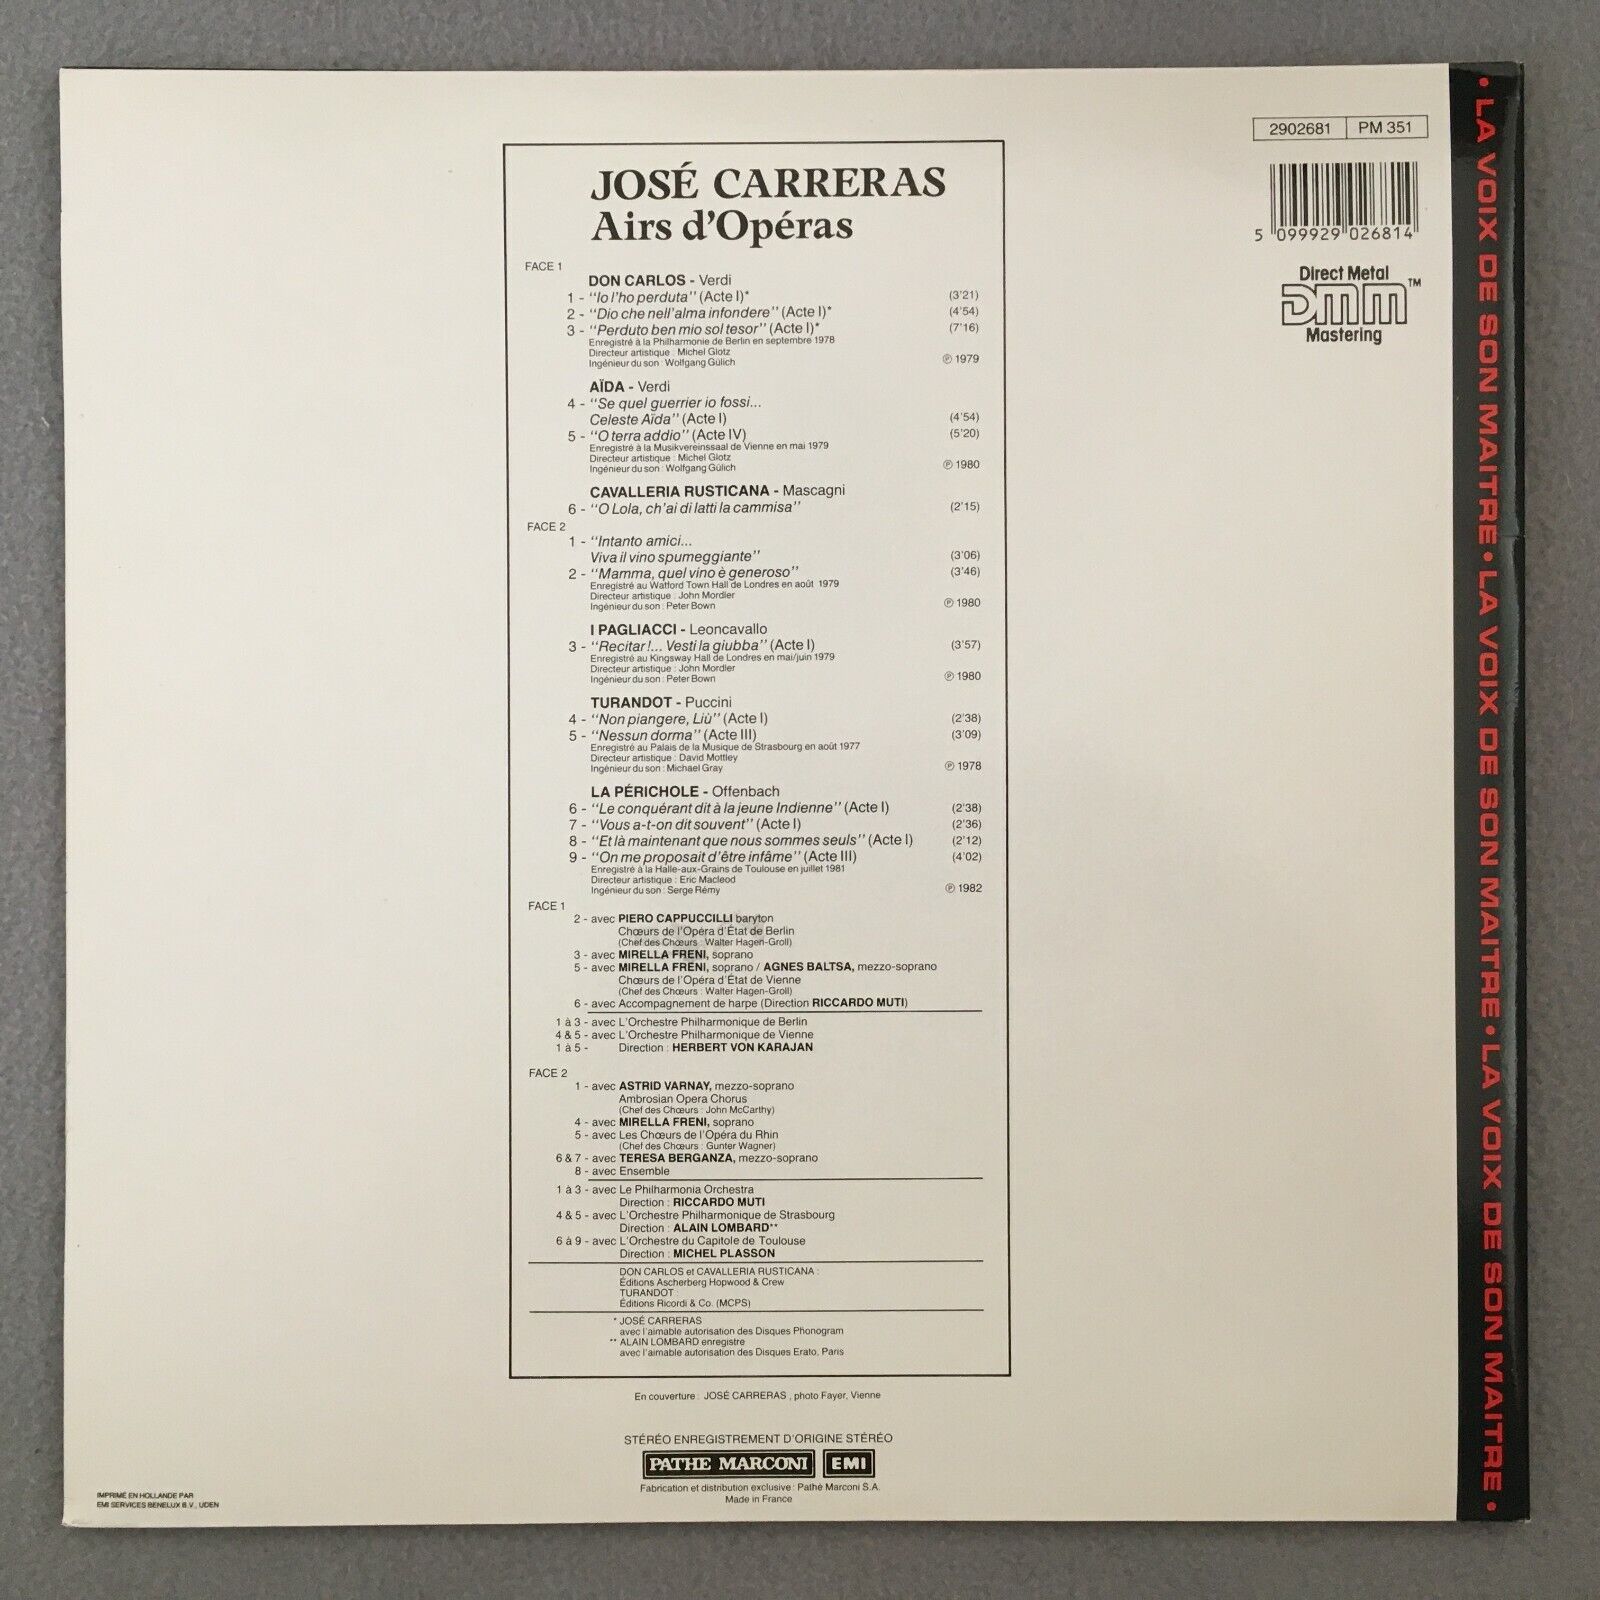 2902681 PM 351
5 099929 026814
Direct Metal
DMM™
Mastering
JOSÉ CARRERAS
Airs d'Opéras
FACE 1
DON CARLOS - Verdi
1 - "Io l'ho perduta" (Acte I)* (3'21)
2 - "Dio che nell'alma infondere" (Acte I)* (4'54)
3 - "Perduto ben mio sol tesor" (Acte I)* (7'16)
Enregistré à la Philharmonie de Berlin en septembre 1978
Directeur artistique : Michel Glotz
Ingénieur du son : Wolfgang Gülich ℗ 1979
AÏDA - Verdi
4 - "Se quel guerrier io fossi...
Celeste Aïda" (Acte I) (4'54)
5 - "O terra addio" (Acte IV) (5'20)
Enregistré à la Musikvereinssaal de Vienne en mai 1979
Directeur artistique : Michel Glotz
Ingénieur du son : Wolfgang Gülich ℗ 1980
CAVALLERIA RUSTICANA - Mascagni
6 - "O Lola, ch'ai di latti la cammisa" (2'15)
FACE 2
1 - "Intanto amici...
Viva il vino spumeggiante" (3'06)
2 - "Mamma, quel vino è generoso" (3'46)
Enregistré au Watford Town Hall de Londres en août 1979
Directeur artistique : John Mordler
Ingénieur du son : Peter Bown ℗ 1980
I PAGLIACCI - Leoncavallo
3 - "Recitar!... Vesti la giubba" (Acte I) (3'57)
Enregistré au Kingsway Hall de Londres en mai/juin 1979
Directeur artistique : John Mordler
Ingénieur du son : Peter Bown ℗ 1980
TURANDOT - Puccini
4 - "Non piangere, Liù" (Acte I) (2'38)
5 - "Nessun dorma" (Acte III) (3'09)
Enregistré au Palais de la Musique de Strasbourg en août 1977
Directeur artistique : David Mottley
Ingénieur du son : Michael Gray ℗ 1978
LA PÉRICHOLE - Offenbach
6 - "Le conquérant dit à la jeune Indienne" (Acte I) (2'38)
7 - "Vous a-t-on dit souvent" (Acte I) (2'36)
8 - "Et là maintenant que nous sommes seuls" (Acte I) (2'12)
9 - "On me proposait d'être infâme" (Acte III) (4'02)
Enregistré à la Halle-aux-Grains de Toulouse en juillet 1981
Directeur artistique : Eric Macleod
Ingénieur du son : Serge Rémy ℗ 1982
FACE 1
2 - avec PIERO CAPPUCCILLI baryton
Chœurs de l'Opéra d'État de Berlin
(Chef des Chœurs : Walter Hagen-Groll)
3 - avec MIRELLA FRENI, soprano
5 - avec MIRELLA FRENI, soprano / AGNES BALTSA, mezzo-soprano
Chœurs de l'Opéra d'État de Vienne
(Chef des Chœurs : Walter Hagen-Groll)
6 - avec Accompagnement de harpe (Direction RICCARDO MUTI)
1 à 3 - avec L'Orchestre Philharmonique de Berlin
4 & 5 - avec L'Orchestre Philharmonique de Vienne
1 à 5 - Direction : HERBERT VON KARAJAN
FACE 2
1 - avec ASTRID VARNAY, mezzo-soprano
Ambrosian Opera Chorus
(Chef des Chœurs : John McCarthy)
4 - avec MIRELLA FRENI, soprano
5 - avec Les Chœurs de l'Opéra du Rhin
(Chef des Chœurs : Gunter Wagner)
6 & 7 - avec TERESA BERGANZA, mezzo-soprano
8 - avec Ensemble
1 à 3 - avec Le Philharmonia Orchestra
Direction : RICCARDO MUTI
4 & 5 - avec L'Orchestre Philharmonique de Strasbourg
Direction : ALAIN LOMBARD**
6 à 9 - avec L'Orchestre du Capitole de Toulouse
Direction : MICHEL PLASSON
DON CARLOS et CAVALLERIA RUSTICANA :
Éditions Ascherberg Hopwood & Crew
TURANDOT :
Éditions Ricordi & Co. (MCPS)
* JOSÉ CARRERAS
avec l'aimable autorisation des Disques Phonogram
** ALAIN LOMBARD enregistre
avec l'aimable autorisation des Disques Erato, Paris
En couverture : JOSÉ CARRERAS , photo Fayer, Vienne
STÉRÉO ENREGISTREMENT D'ORIGINE STÉRÉO
PATHE MARCONI EMI
Fabrication et distribution exclusive : Pathé Marconi S.A.
Made in France
IMPRIMÉ EN HOLLANDE PAR
EMI SERVICES BENELUX B.V., UDEN
• LA VOIX DE SON MAITRE • LA VOIX DE SON MAITRE • LA VOIX DE SON MAITRE •